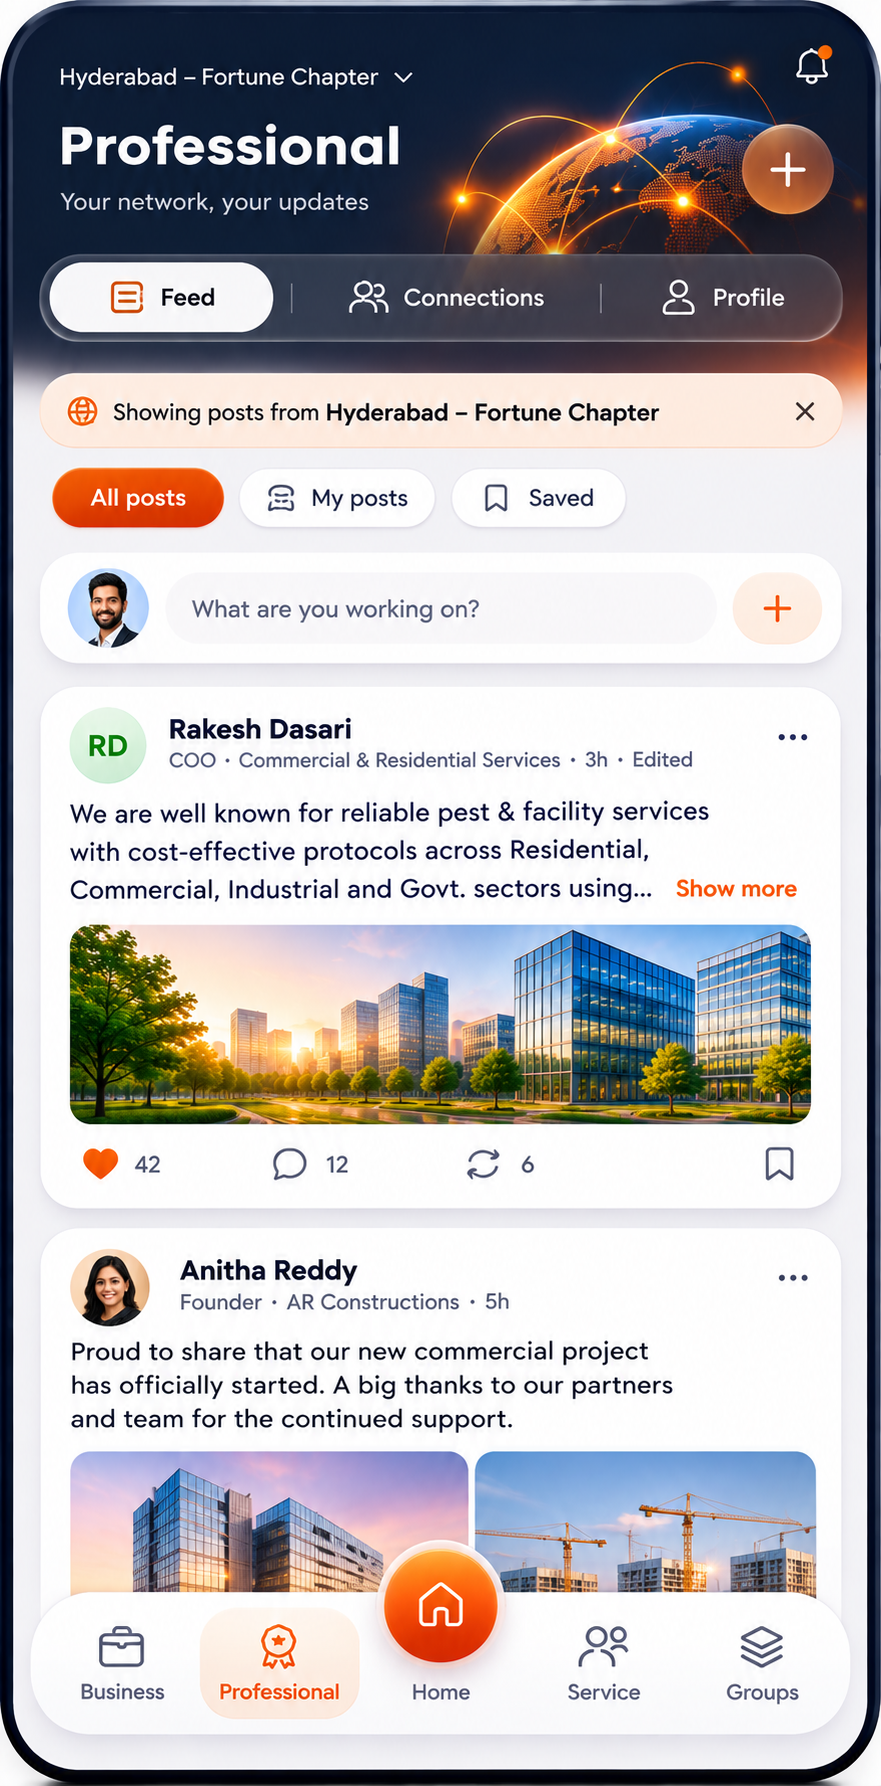 Hyderabad – Fortune Chapter
Professional
Your network, your updates
Feed
Connections
Profile
Showing posts from Hyderabad – Fortune Chapter
All posts
My posts
Saved
What are you working on?
RD
Rakesh Dasari
COO • Commercial & Residential Services • 3h • Edited
We are well known for reliable pest & facility services
with cost-effective protocols across Residential,
Commercial, Industrial and Govt. sectors using... Show more
42
12
6
Anitha Reddy
Founder • AR Constructions • 5h
Proud to share that our new commercial project
has officially started. A big thanks to our partners
and team for the continued support.
Business
Professional
Home
Service
Groups